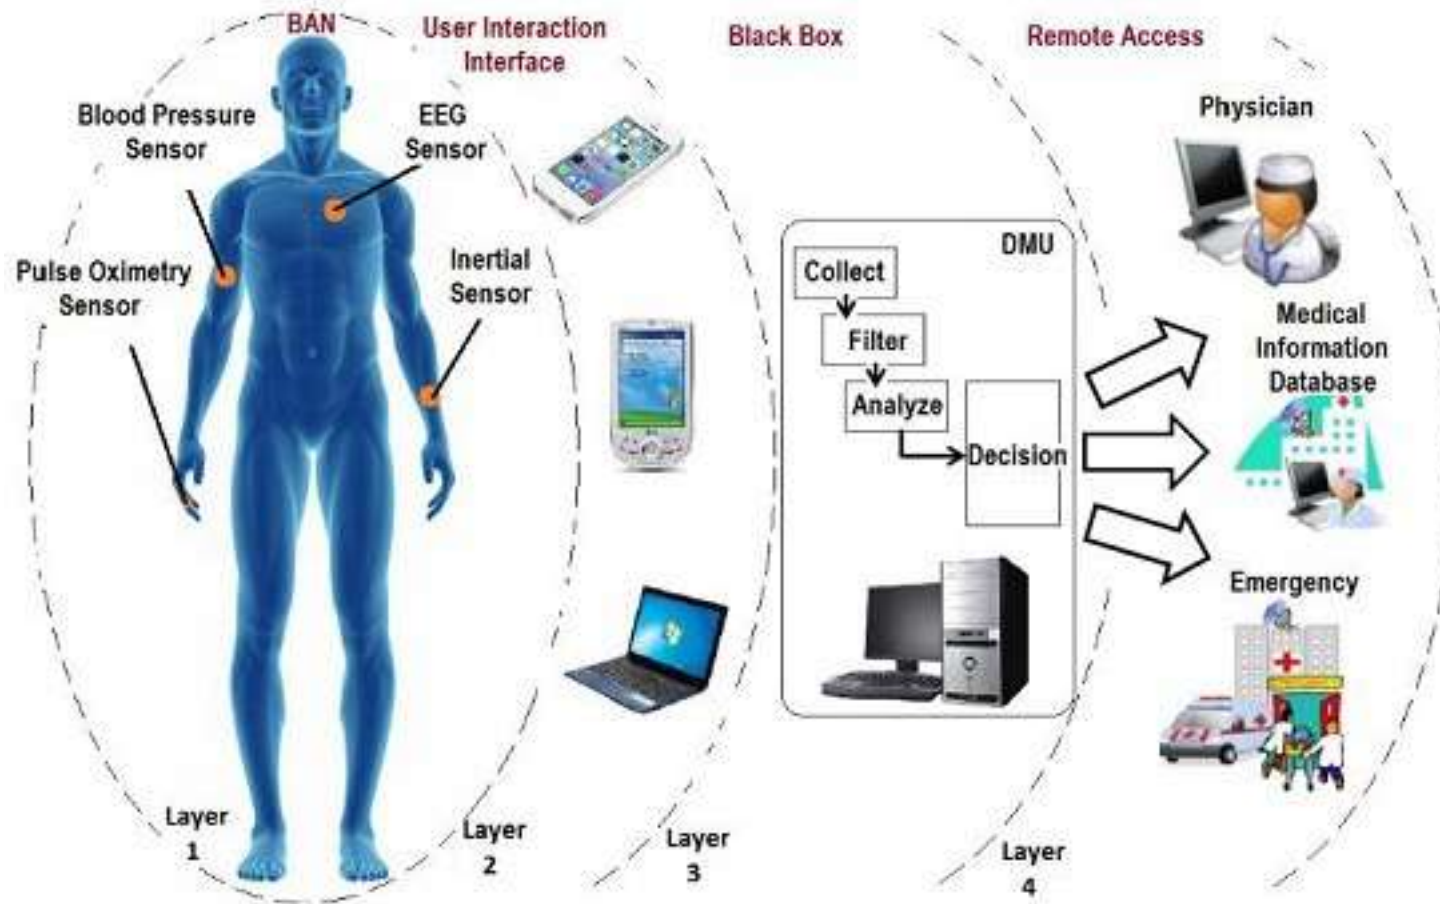 BAN
User Interaction
Interface
Black Box
Remote Access
Blood Pressure
Sensor
EEG
Sensor
Pulse Oximetry
Sensor
Inertial
Sensor
DMU
Collect
Filter
Analyze
Decision
Physician
Medical
Information
Database
Emergency
Layer
1
Layer
2
Layer
3
Layer
4